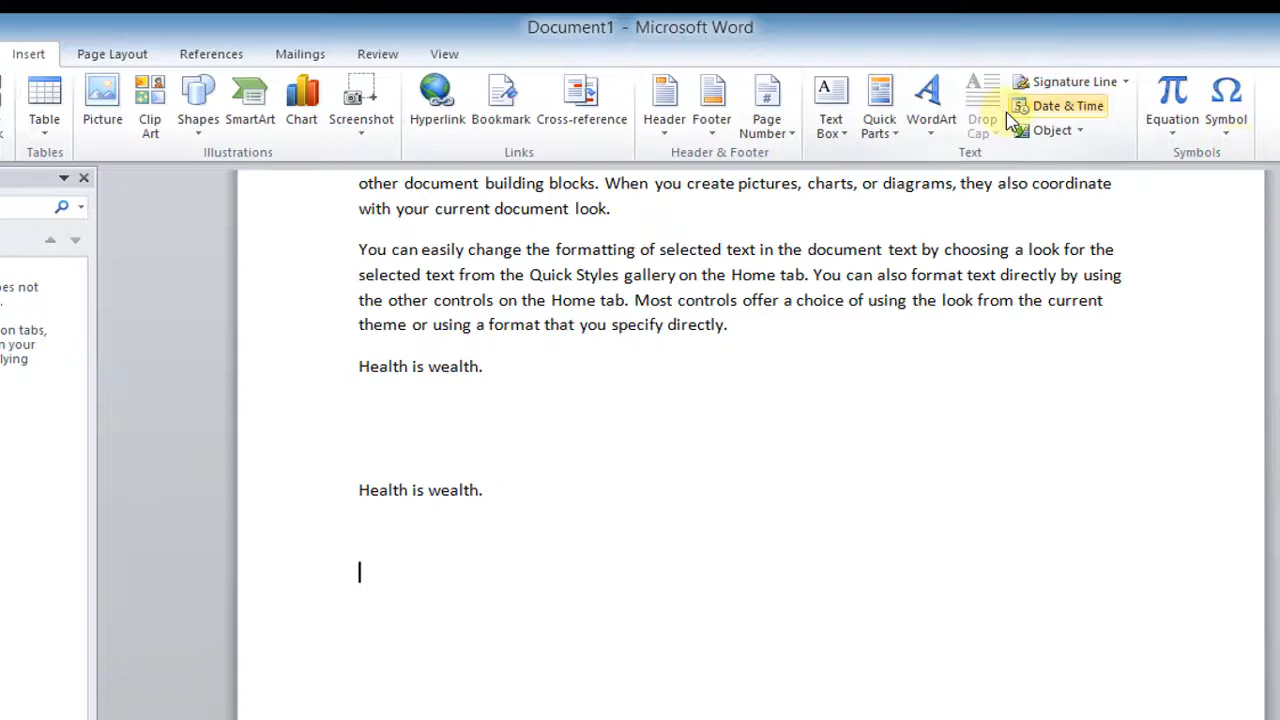 Document1 - Microsoft Word
Insert Page Layout References Mailings Review View
Table Picture Clip Art Shapes SmartArt Chart Screenshot Hyperlink Bookmark Cross-reference Header Footer Page Number Text Box Quick Parts WordArt Drop Cap Signature Line Date & Time Object Equation Symbol
Tables Illustrations Links Header & Footer Text Symbols
other document building blocks. When you create pictures, charts, or diagrams, they also coordinate
with your current document look.
You can easily change the formatting of selected text in the document text by choosing a look for the
selected text from the Quick Styles gallery on the Home tab. You can also format text directly by using
the other controls on the Home tab. Most controls offer a choice of using the look from the current
theme or using a format that you specify directly.
Health is wealth.
Health is wealth.
es not
on tabs,
n your
lying